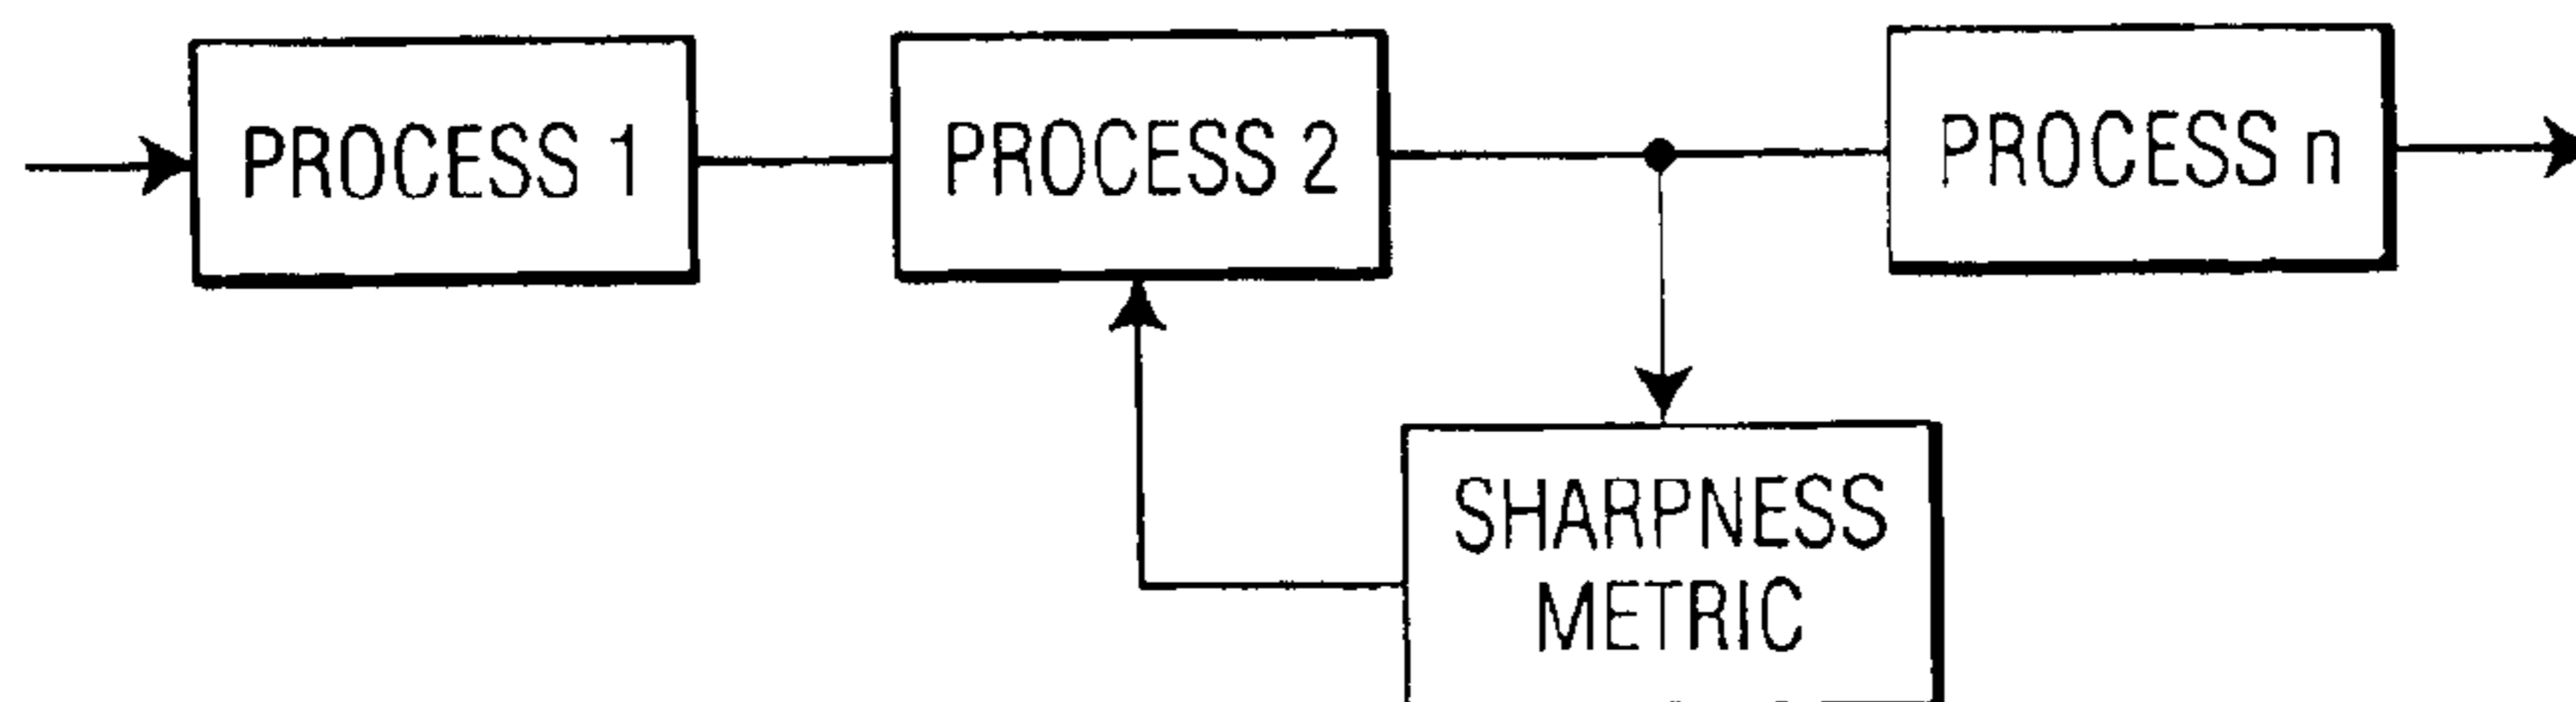 PROCESS 1
PROCESS 2
PROCESS n
SHARPNESS
METRIC